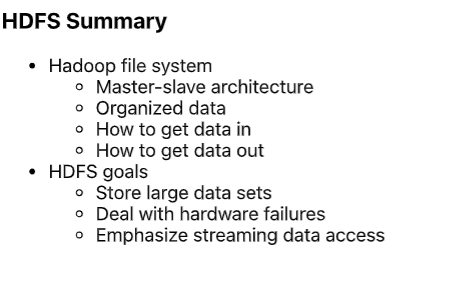 HDFS Summary
• Hadoop file system
◦ Master-slave architecture
◦ Organized data
◦ How to get data in
◦ How to get data out
• HDFS goals
◦ Store large data sets
◦ Deal with hardware failures
◦ Emphasize streaming data access